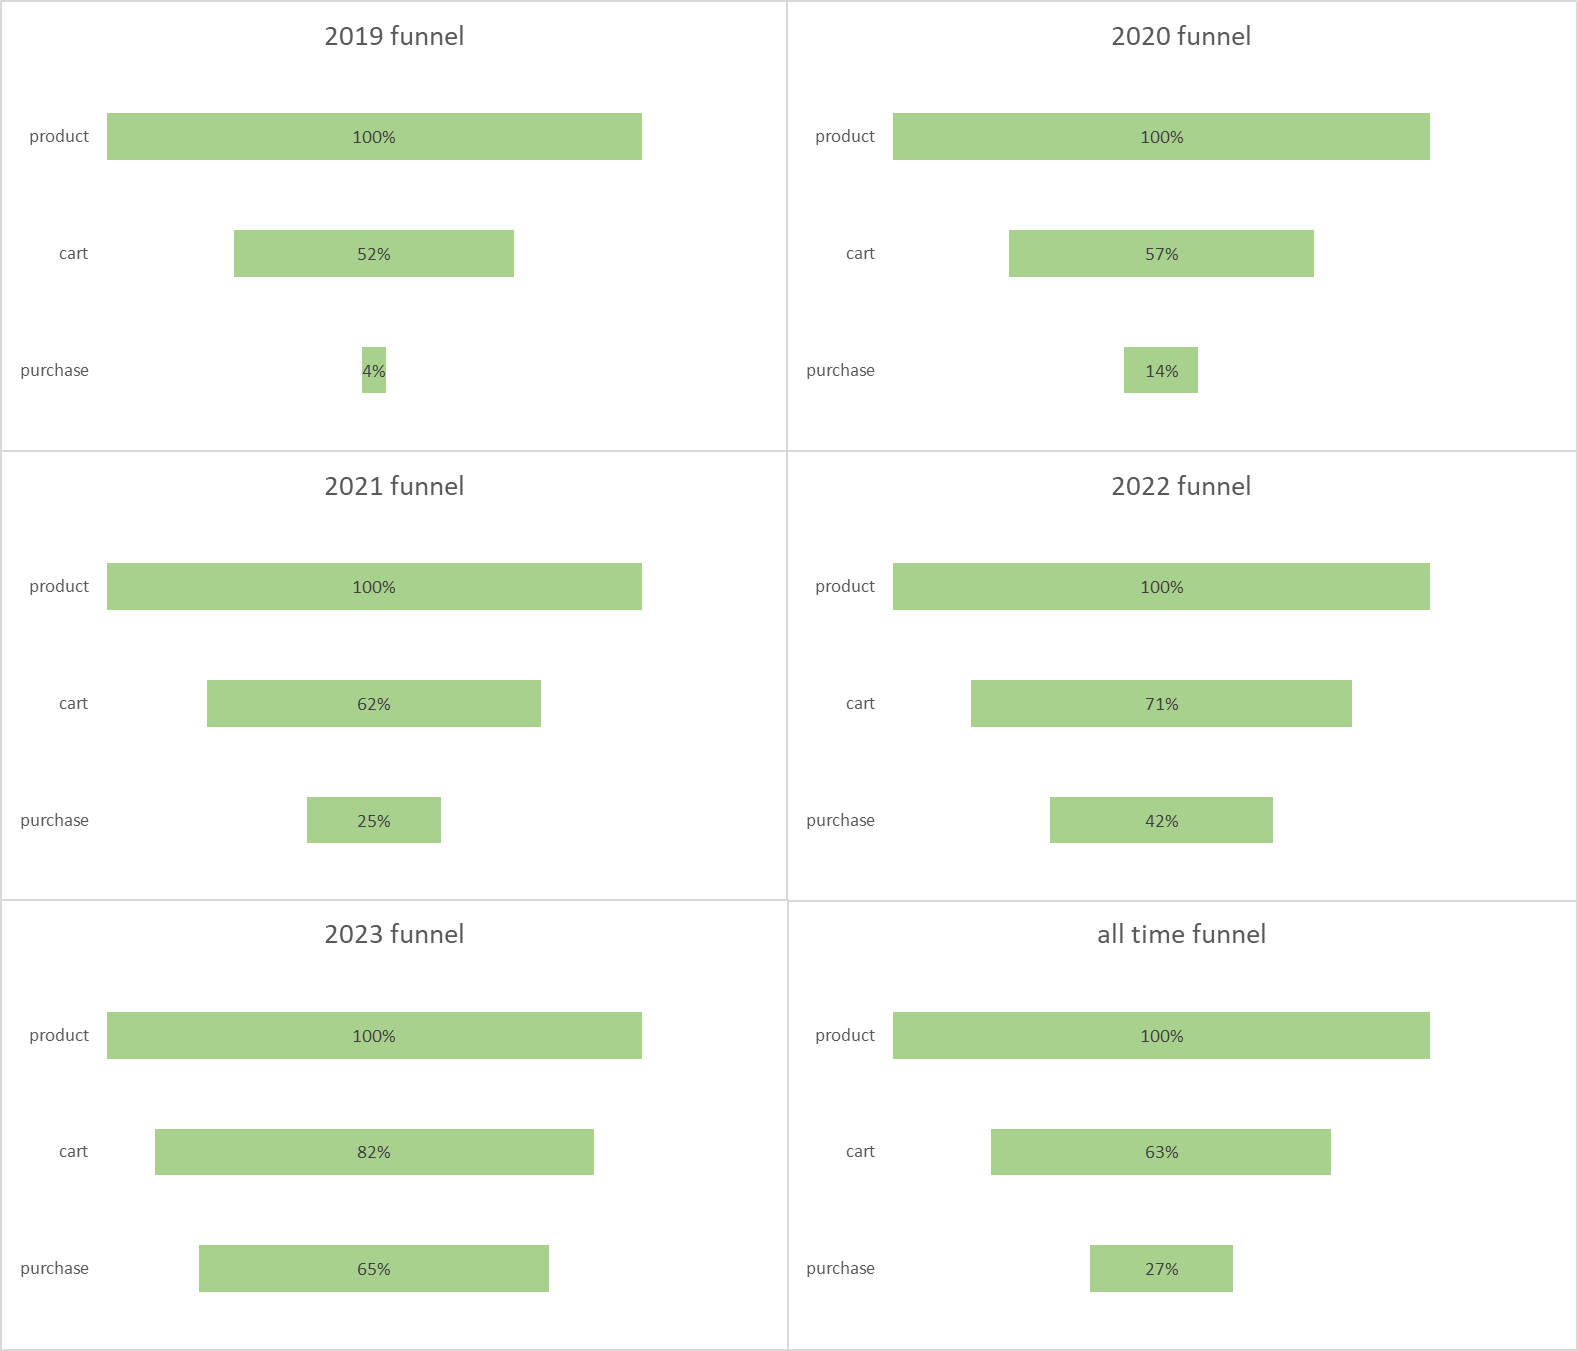 2019 funnel
product 100%
cart 52%
purchase 4%
2020 funnel
product 100%
cart 57%
purchase 14%
2021 funnel
product 100%
cart 62%
purchase 25%
2022 funnel
product 100%
cart 71%
purchase 42%
2023 funnel
product 100%
cart 82%
purchase 65%
all time funnel
product 100%
cart 63%
purchase 27%